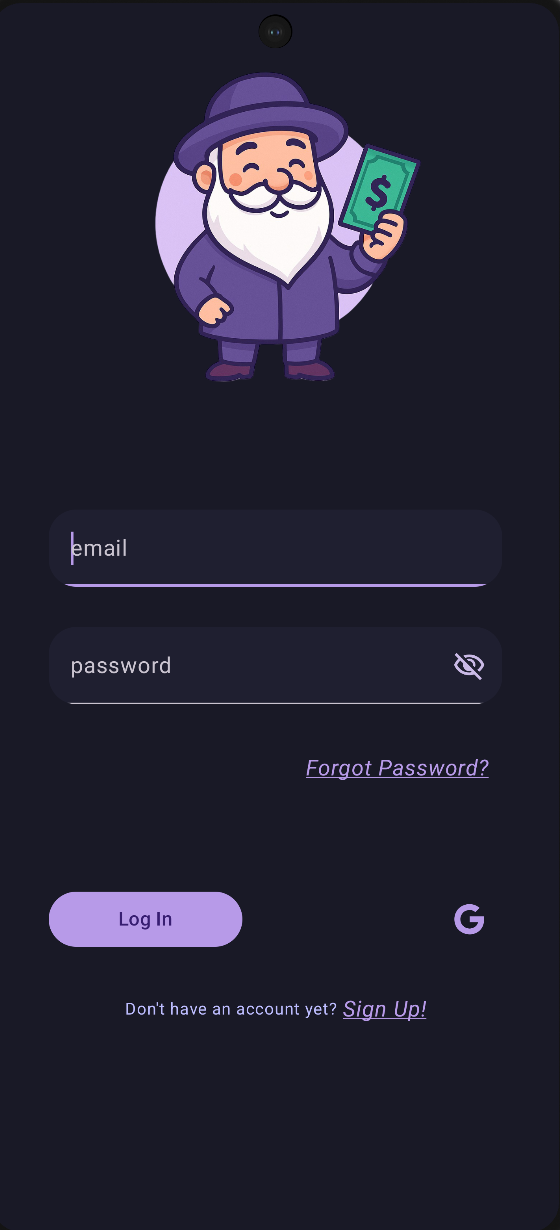 $
email
password
Forgot Password?
Log In
G
Don't have an account yet? Sign Up!